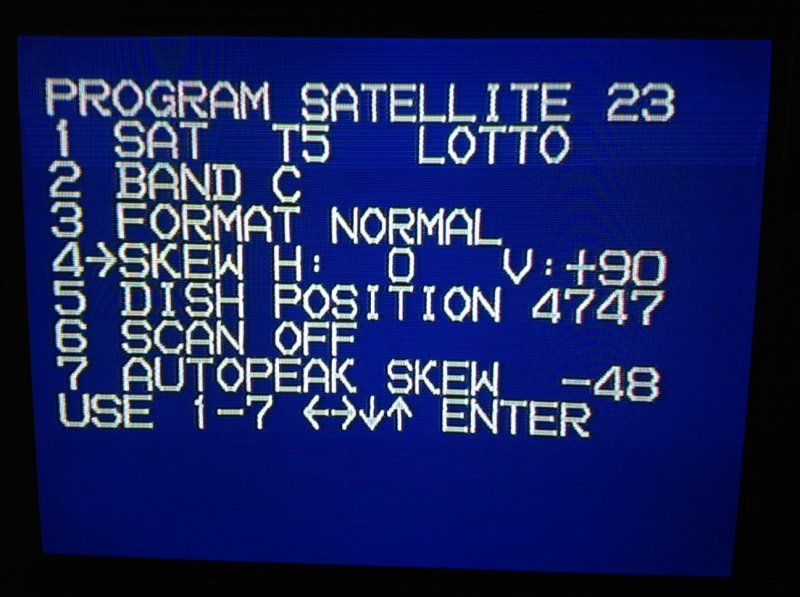 PROGRAM SATELLITE 23
1 SAT T5 LOTTO
2 BAND C
3 FORMAT NORMAL
4→SKEW H: 0 V:+90
5 DISH POSITION 4747
6 SCAN OFF
7 AUTOPEAK SKEW -48
USE 1-7 ←→↓↑ ENTER